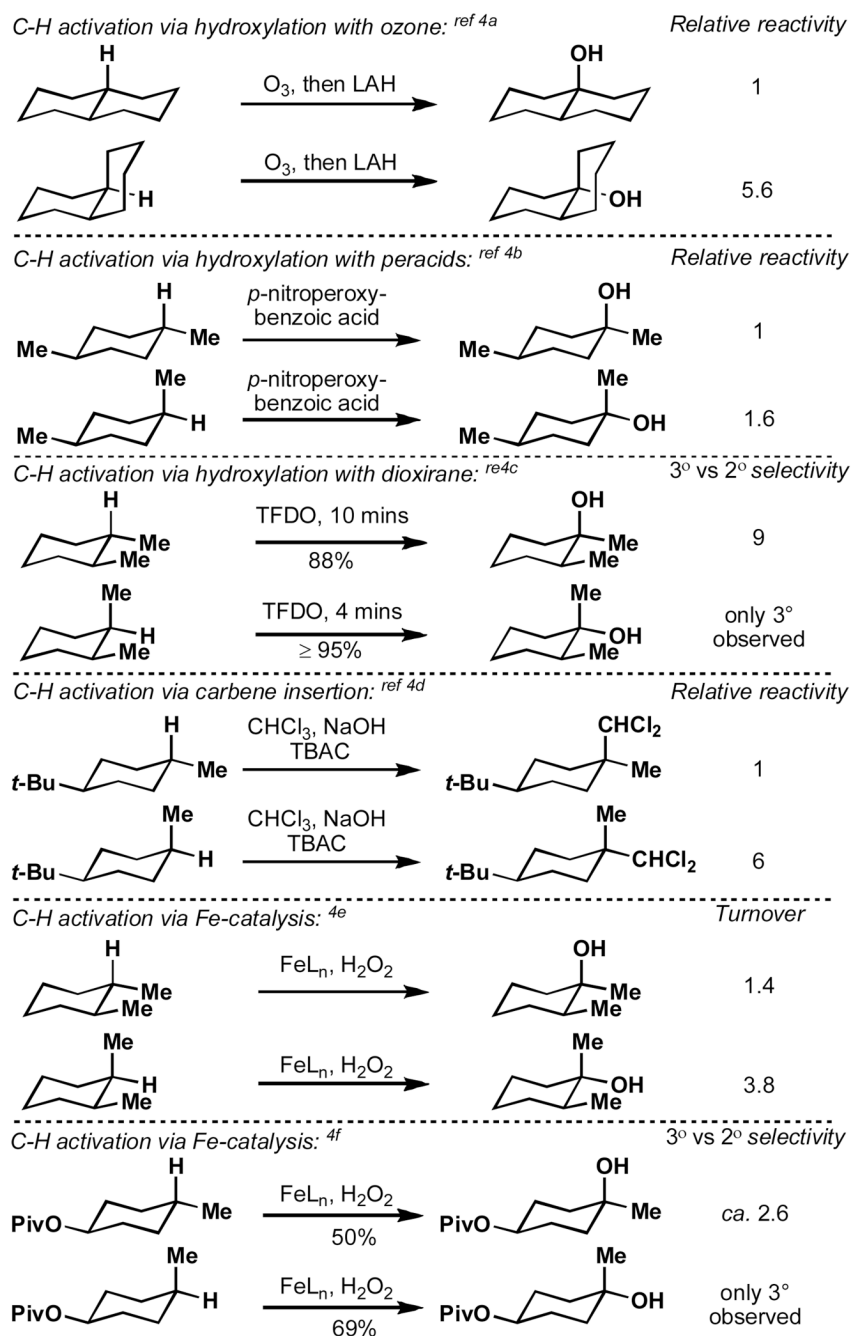 C-H activation via hydroxylation with ozone: ref 4a Relative reactivity
H OH
O3, then LAH 1
O3, then LAH 5.6
H OH
C-H activation via hydroxylation with peracids: ref 4b Relative reactivity
H OH
p-nitroperoxy-
benzoic acid
Me Me Me Me 1
Me Me
p-nitroperoxy-
benzoic acid
Me H Me OH 1.6
C-H activation via hydroxylation with dioxirane: re4c 3o vs 2o selectivity
H OH
TFDO, 10 mins
Me Me 9
Me 88% Me
Me Me
TFDO, 4 mins only 3°
H OH observed
Me ≥ 95% Me
C-H activation via carbene insertion: ref 4d Relative reactivity
H CHCl2
CHCl3, NaOH
TBAC
t-Bu Me t-Bu Me 1
Me Me
CHCl3, NaOH
TBAC
t-Bu H t-Bu CHCl2 6
C-H activation via Fe-catalysis: 4e Turnover
H OH
FeLn, H2O2 1.4
Me Me
Me Me
Me Me
FeLn, H2O2 3.8
H OH
Me Me
C-H activation via Fe-catalysis: 4f 3o vs 2o selectivity
H OH
FeLn, H2O2
PivO Me PivO Me ca. 2.6
50%
Me Me
FeLn, H2O2 only 3°
PivO H PivO OH observed
69%